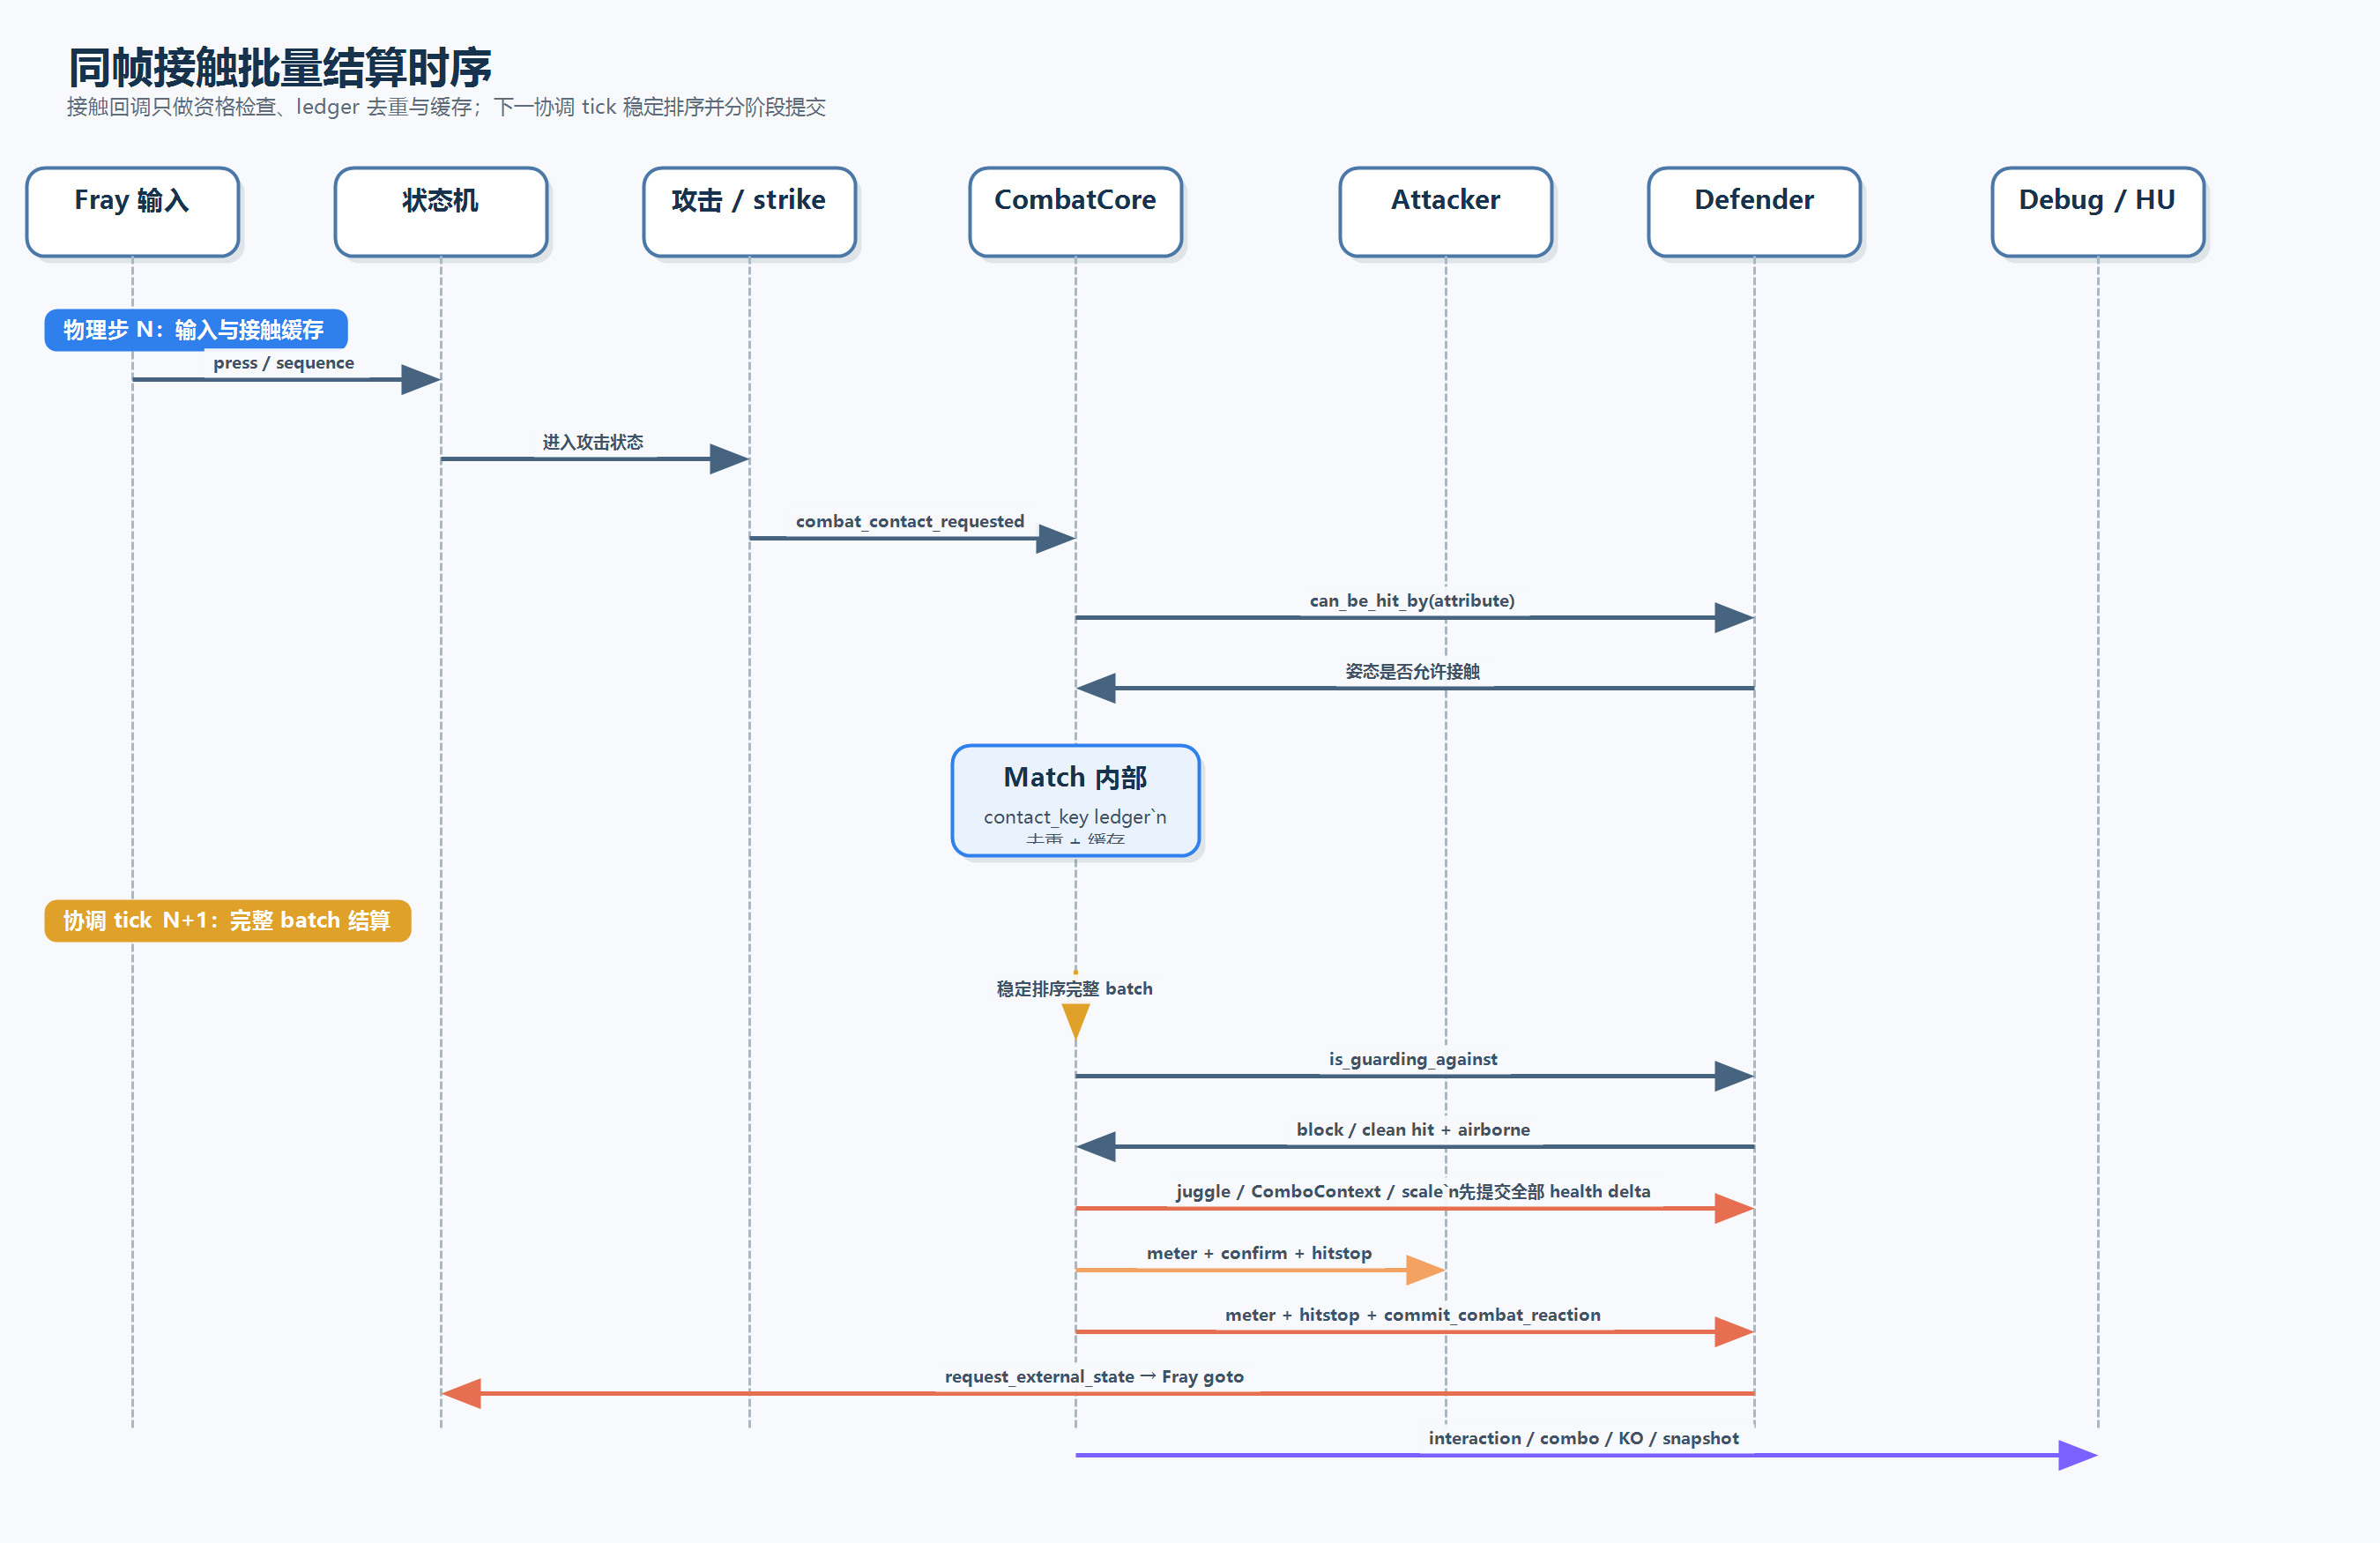 同帧接触批量结算时序
接触回调只做资格检查、ledger 去重与缓存；下一协调 tick 稳定排序并分阶段提交
Fray 输入
状态机
攻击 / strike
CombatCore
Attacker
Defender
Debug / HU
物理步 N：输入与接触缓存
press / sequence
进入攻击状态
combat_contact_requested
can_be_hit_by(attribute)
姿态是否允许接触
Match 内部
contact_key ledger`n
去重 + 缓存
协调 tick N+1：完整 batch 结算
稳定排序完整 batch
is_guarding_against
block / clean hit + airborne
juggle / ComboContext / scale`n先提交全部 health delta
meter + confirm + hitstop
meter + hitstop + commit_combat_reaction
request_external_state → Fray goto
interaction / combo / KO / snapshot